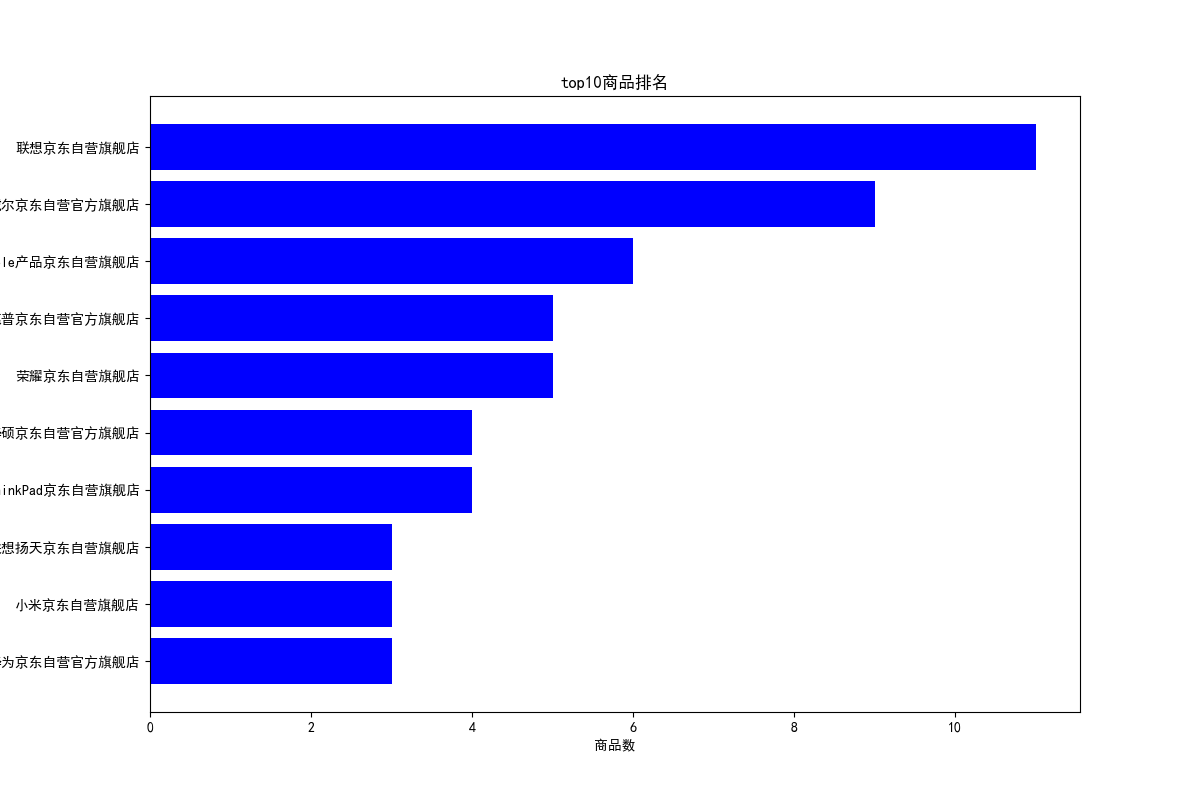 top10商品排名
联想京东自营旗舰店
尔京东自营官方旗舰店
le产品京东自营旗舰店
普京东自营官方旗舰店
荣耀京东自营旗舰店
硕京东自营官方旗舰店
inkPad京东自营旗舰店
想扬天京东自营旗舰店
小米京东自营旗舰店
为京东自营官方旗舰店
0 2 4 6 8 10
商品数